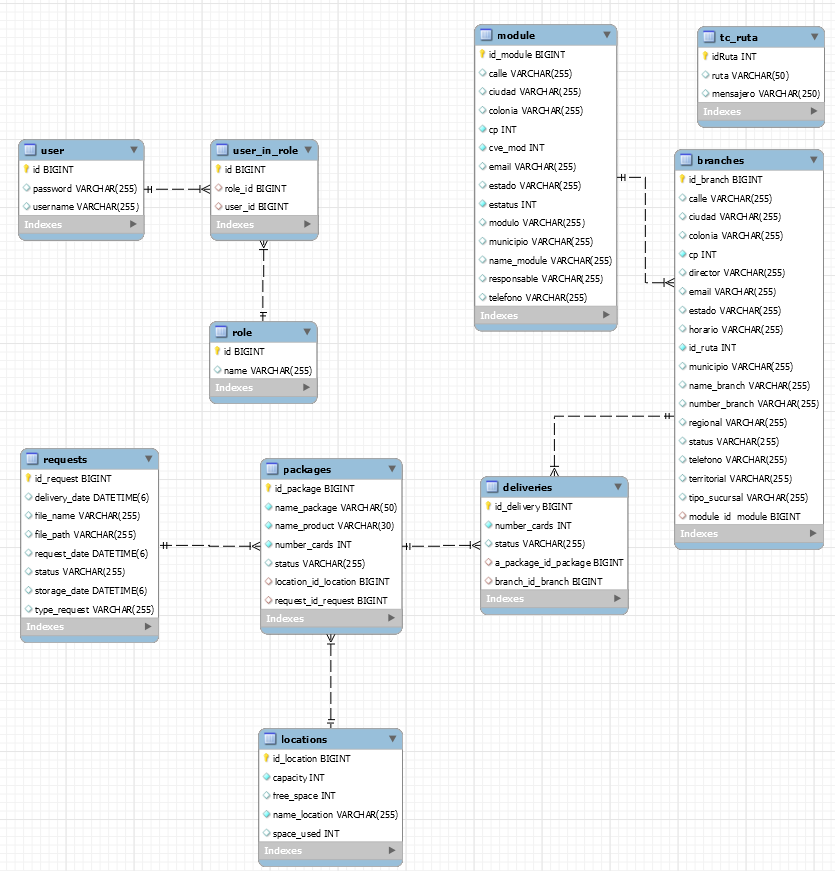 user
id BIGINT
password VARCHAR(255)
username VARCHAR(255)
Indexes
user_in_role
id BIGINT
role_id BIGINT
user_id BIGINT
Indexes
role
id BIGINT
name VARCHAR(255)
Indexes
module
id_module BIGINT
calle VARCHAR(255)
ciudad VARCHAR(255)
colonia VARCHAR(255)
cp INT
cve_mod INT
email VARCHAR(255)
estado VARCHAR(255)
estatus INT
modulo VARCHAR(255)
municipio VARCHAR(255)
name_module VARCHAR(255)
responsable VARCHAR(255)
telefono VARCHAR(255)
Indexes
tc_ruta
idRuta INT
ruta VARCHAR(50)
mensajero VARCHAR(250)
Indexes
branches
id_branch BIGINT
calle VARCHAR(255)
ciudad VARCHAR(255)
colonia VARCHAR(255)
cp INT
director VARCHAR(255)
email VARCHAR(255)
estado VARCHAR(255)
horario VARCHAR(255)
id_ruta INT
municipio VARCHAR(255)
name_branch VARCHAR(255)
number_branch VARCHAR(255)
regional VARCHAR(255)
status VARCHAR(255)
telefono VARCHAR(255)
territorial VARCHAR(255)
tipo_sucursal VARCHAR(255)
module_id_module BIGINT
Indexes
requests
id_request BIGINT
delivery_date DATETIME(6)
file_name VARCHAR(255)
file_path VARCHAR(255)
request_date DATETIME(6)
status VARCHAR(255)
storage_date DATETIME(6)
type_request VARCHAR(255)
Indexes
packages
id_package BIGINT
name_package VARCHAR(50)
name_product VARCHAR(30)
number_cards INT
status VARCHAR(255)
location_id_location BIGINT
request_id_request BIGINT
Indexes
deliveries
id_delivery BIGINT
number_cards INT
status VARCHAR(255)
a_package_id_package BIGINT
branch_id_branch BIGINT
Indexes
locations
id_location BIGINT
capacity INT
free_space INT
name_location VARCHAR(255)
space_used INT
Indexes